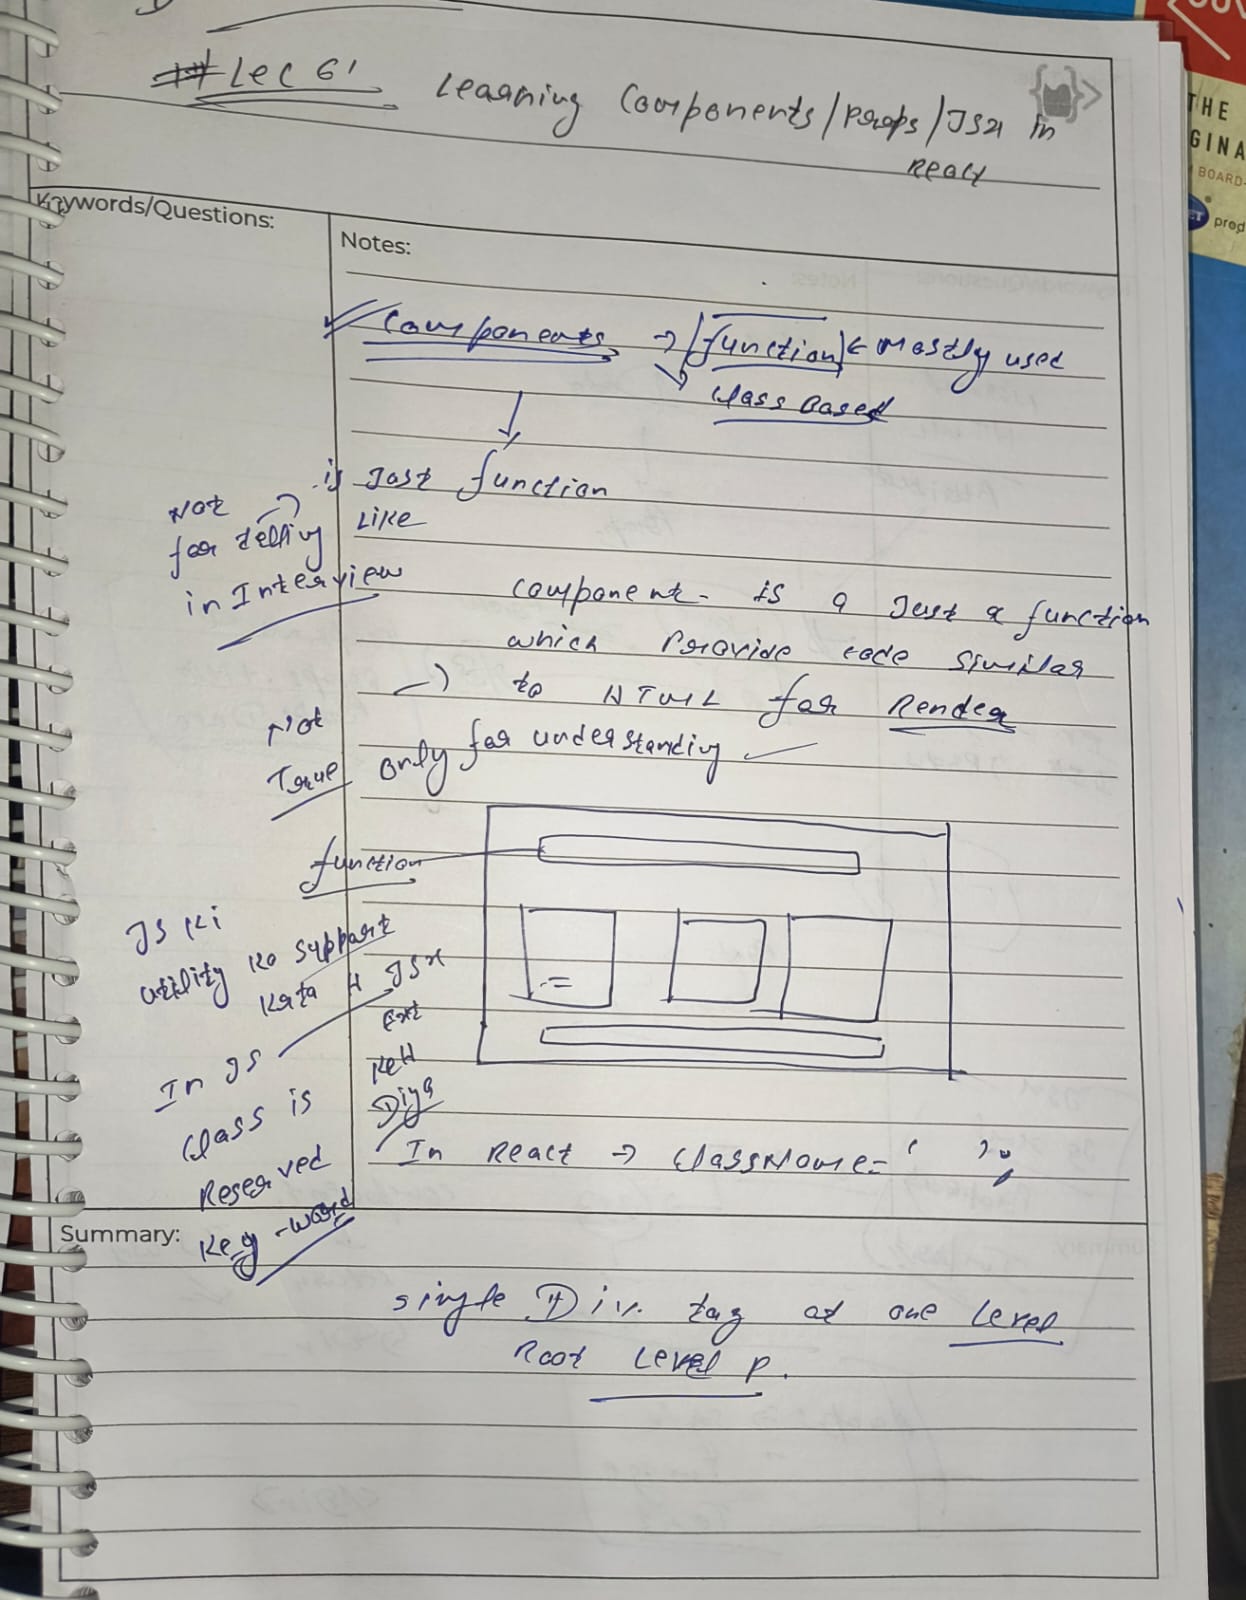 # Lec 61 Learning Components/Props/JSX in
React
Keywords/Questions:
Notes:
Components → function ← Mostly used
Class Based
is Just function
Like
Not
for telling
in Interview
component is a Just a function
which Provide code similar
to HTML for Render
Not
True
only for understanding
function
JS Ki
utility Ko support
Karta H JSX
Ext
KeH
Diya
In JS
class is
Reserved
Key-word
In React → className= ' ';
Summary:
single Div. tag at one Level
Root Level P.
THE
GINA
BOARD-
prod